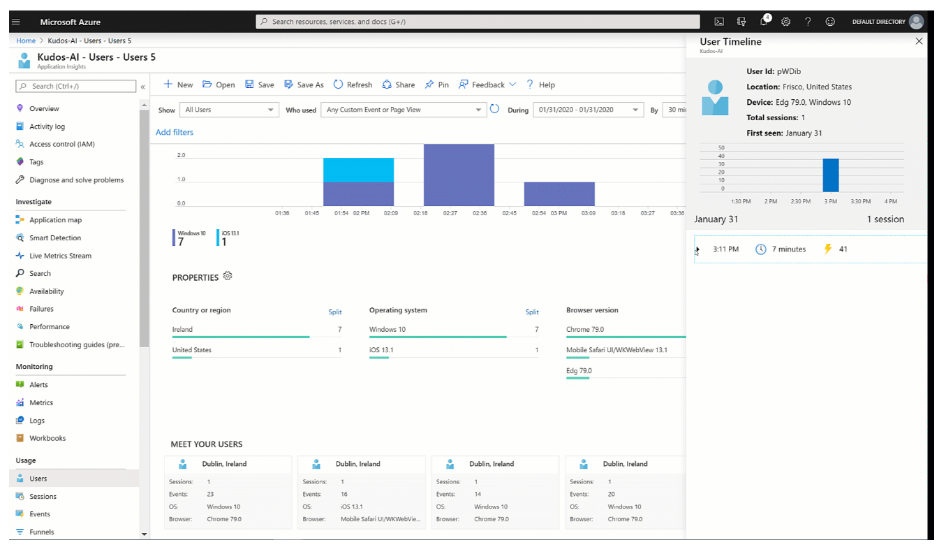 Microsoft Azure
Search resources, services, and docs (G+/)
4
DEFAULT DIRECTORY
Home > Kudos-AI - Users - Users 5
Kudos-AI - Users - Users 5
Application Insights
Search (Ctrl+/)
«
Overview
Activity log
Access control (IAM)
Tags
Diagnose and solve problems
Investigate
Application map
Smart Detection
Live Metrics Stream
Search
Availability
Failures
Performance
Troubleshooting guides (pre...
Monitoring
Alerts
Metrics
Logs
Workbooks
Usage
Users
Sessions
Events
Funnels
New Open Save Save As Refresh Share Pin Feedback Help
Show All Users Who used Any Custom Event or Page View During 01/31/2020 - 01/31/2020 By 30 mi
Add filters
2.0
1.0
0.0
01:36 01:45 01:54 02 PM 02:09 02:18 02:27 02:36 02:45 02:54 03 PM 03:09 03:18 03:27 03:36
Windows 10
7
iOS 13.1
1
PROPERTIES
Country or region Split
Ireland 7
United States 1
Operating system Split
Windows 10 7
iOS 13.1 1
Browser version
Chrome 79.0
Mobile Safari UI/WKWebView 13.1
Edg 79.0
MEET YOUR USERS
Dublin, Ireland
Sessions: 1
Events: 23
OS: Windows 10
Browser: Chrome 79.0
Dublin, Ireland
Sessions: 1
Events: 16
OS: iOS 13.1
Browser: Mobile Safari UI/WKWebVie...
Dublin, Ireland
Sessions: 1
Events: 14
OS: Windows 10
Browser: Chrome 79.0
Dublin, Ireland
Sessions: 1
Events: 20
OS: Windows 10
Browser: Chrome 79.0
User Timeline
Kudos-AI
User Id: pWDib
Location: Frisco, United States
Device: Edg 79.0, Windows 10
Total sessions: 1
First seen: January 31
50
40
30
20
10
0
1:30 PM 2 PM 2:30 PM 3 PM 3:30 PM 4 PM
January 31 1 session
3:11 PM 7 minutes 41